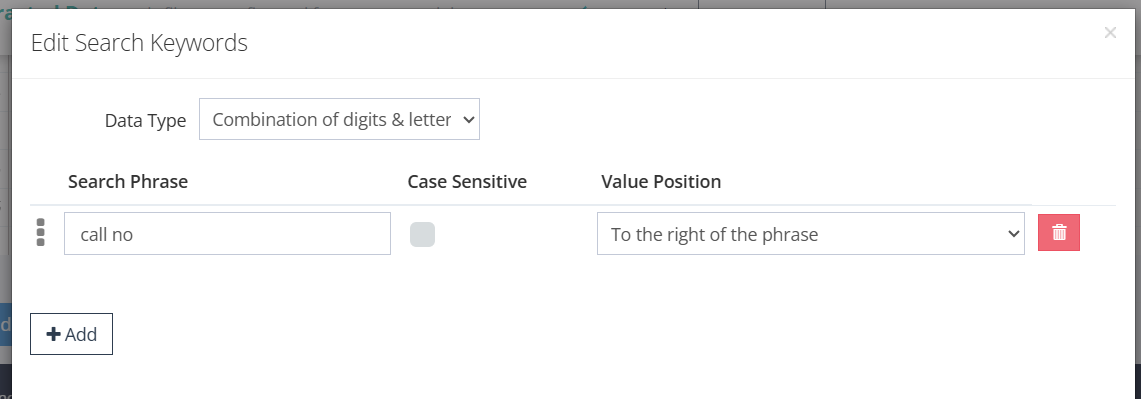 Edit Search Keywords
×
Data Type Combination of digits & letter
Search Phrase Case Sensitive Value Position
call no To the right of the phrase
Add